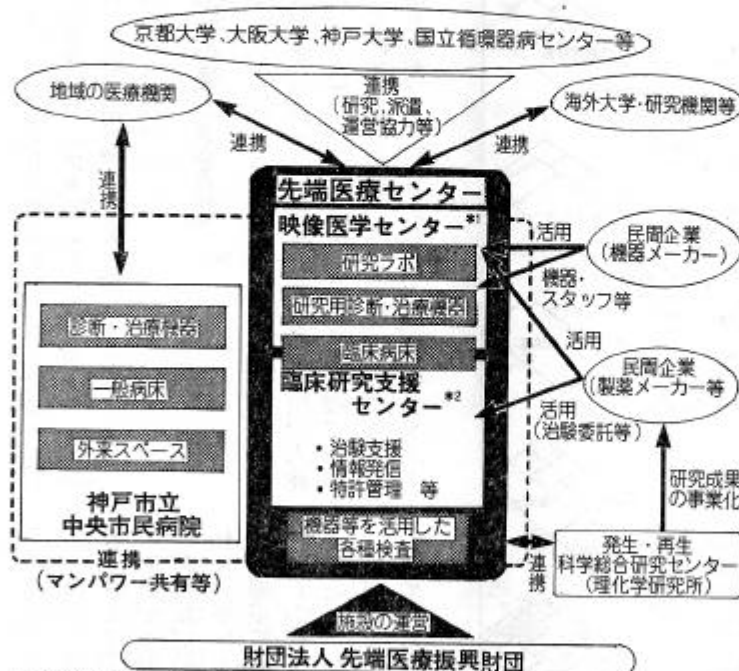 京都大学、大阪大学、神戸大学、国立循環器病センター等
連携
(研究、派遣、
運営協力等)
地域の医療機関
海外大学・研究機関等
連携
連携
連携
先端医療センター
映像医学センター*1
研究ラボ
研究用診断・治療機器
臨床病床
臨床研究支援
センター*2
・治験支援
・情報発信
・特許管理 等
機器等を活用した
各種検査
診断・治療機器
一般病床
外来スペース
神戸市立
中央市民病院
連携
(マンパワー共有等)
活用
民間企業
(機器メーカー)
機器・
スタッフ等
活用
民間企業
(製薬メーカー等)
活用
(治験委託等)
研究成果
の事業化
連携
発生・再生
科学総合研究センター
(理化学研究所)
施設の運営
財団法人 先端医療振興財団